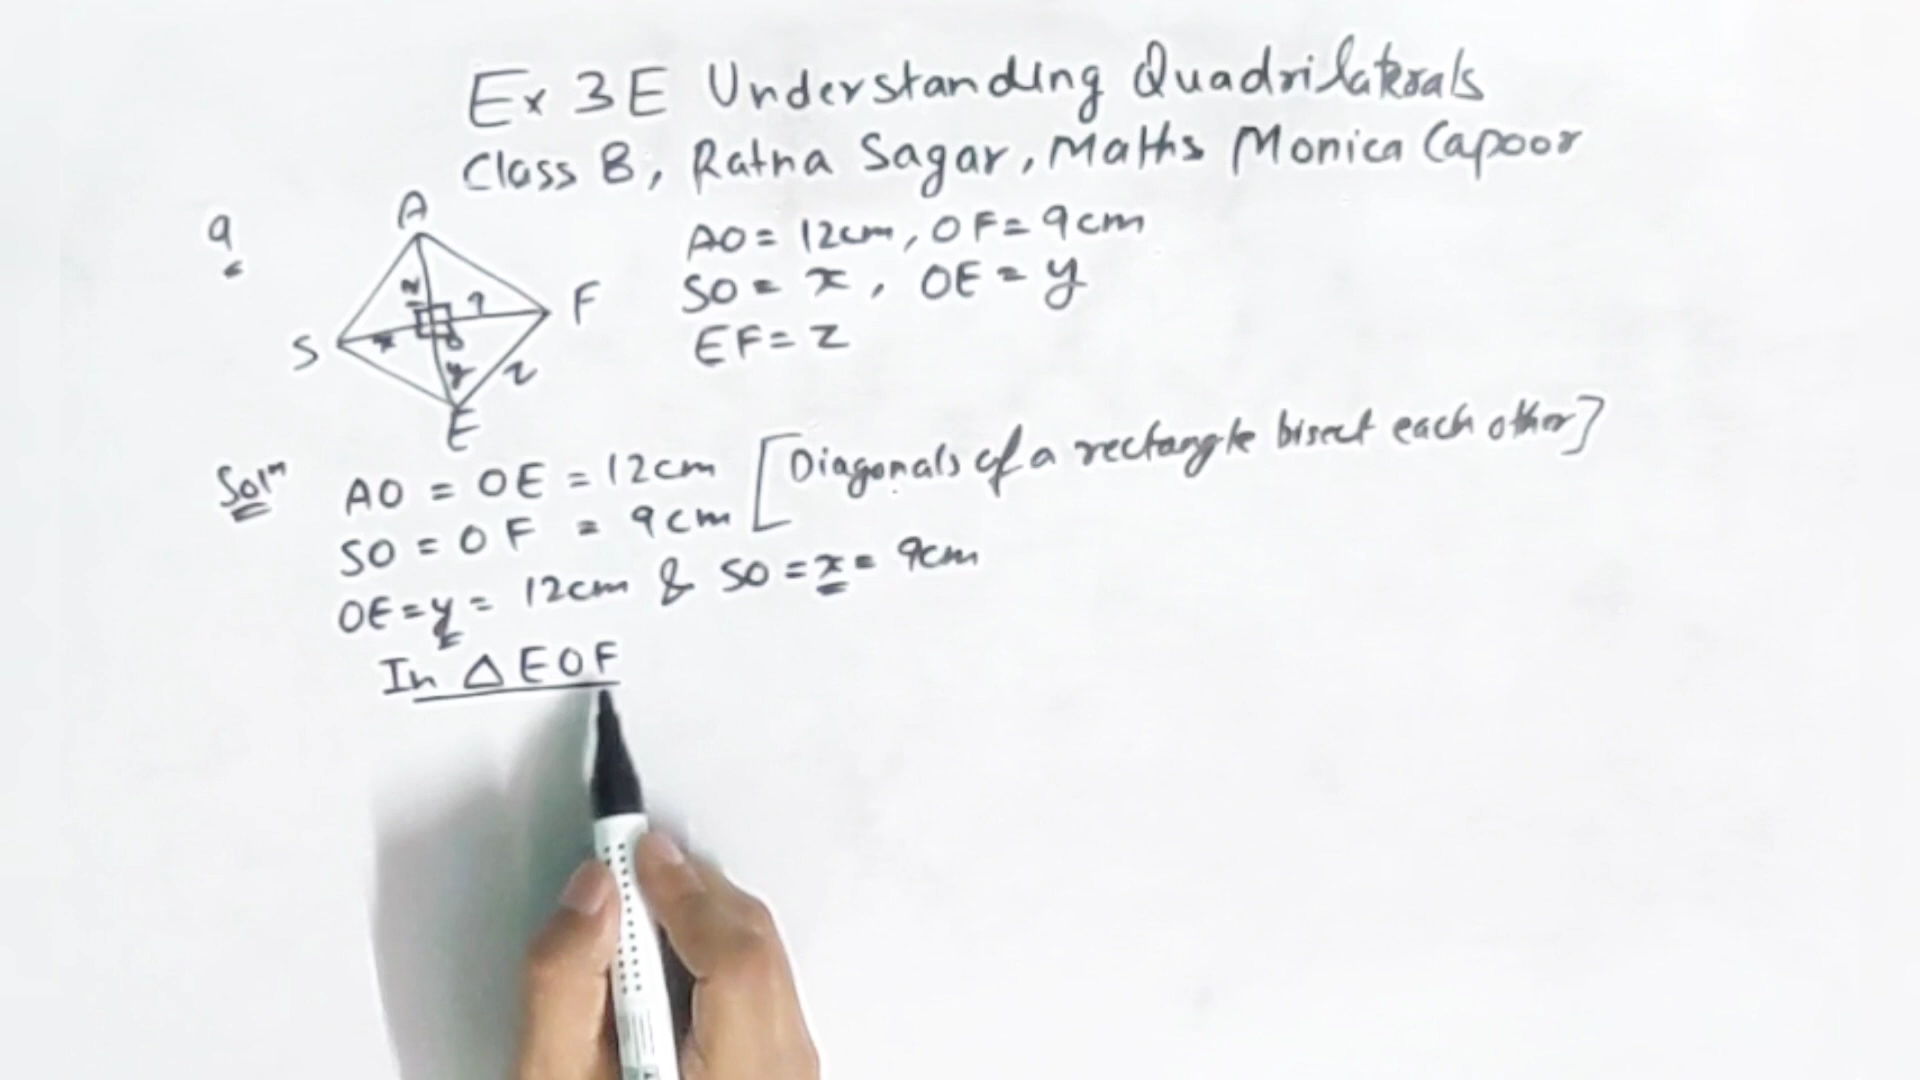 Ex 3E Understanding Quadrilaterals
Class 8, Ratna Sagar, Maths Monica Capoor
9
A
S
F
E
O
12
9
x
y
z
AO = 12cm, OF = 9cm
SO = x, OE = y
EF = z
Solⁿ
AO = OE = 12cm [Diagonals of a rectangle bisect each other]
SO = OF = 9cm
OE = y = 12cm & SO = x = 9cm
In △ EOF